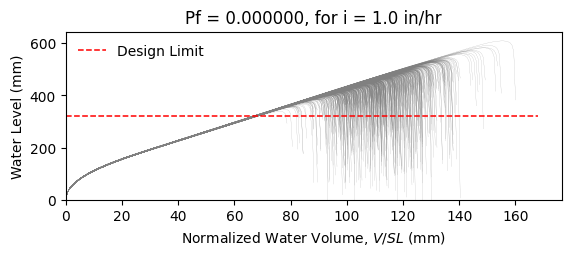 Pf = 0.000000, for i = 1.0 in/hr
Design Limit
Water Level (mm)
600
400
200
0
0 20 40 60 80 100 120 140 160
Normalized Water Volume, V/SL (mm)